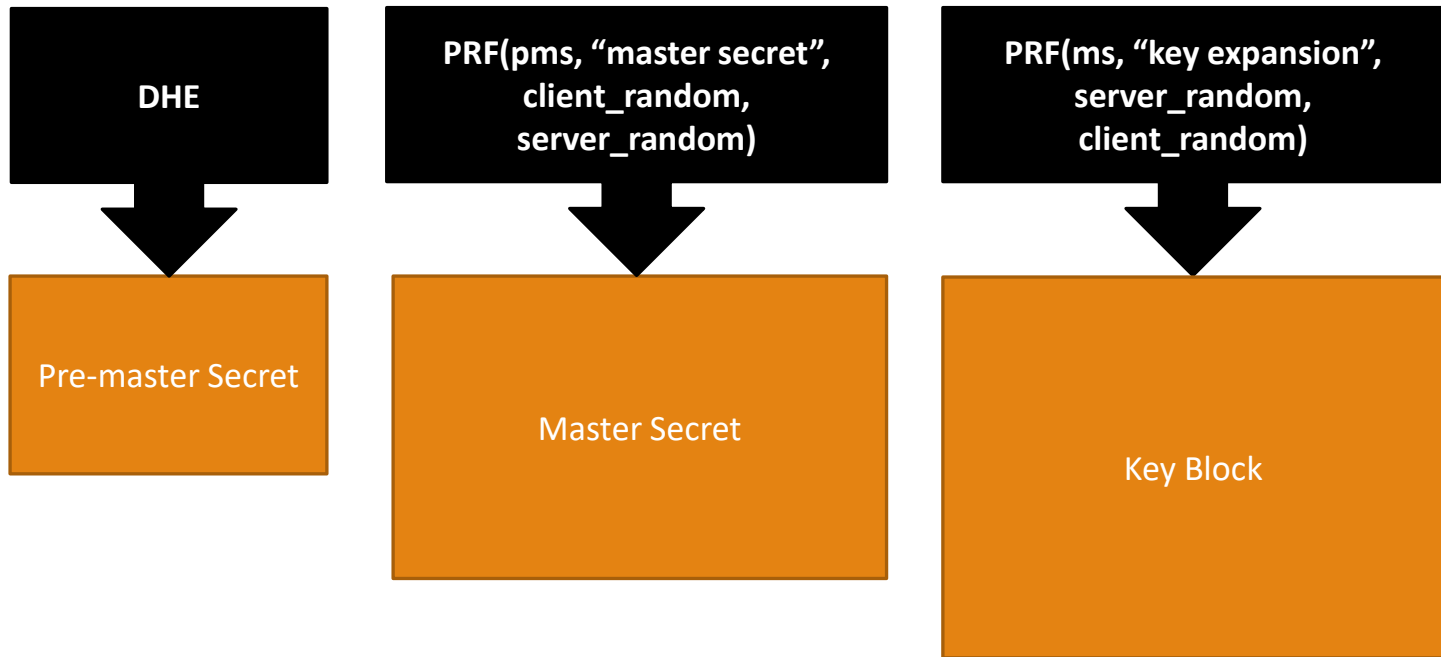 DHE
PRF(pms, “master secret”,
client_random,
server_random)
PRF(ms, “key expansion”,
server_random,
client_random)
Pre-master Secret
Master Secret
Key Block